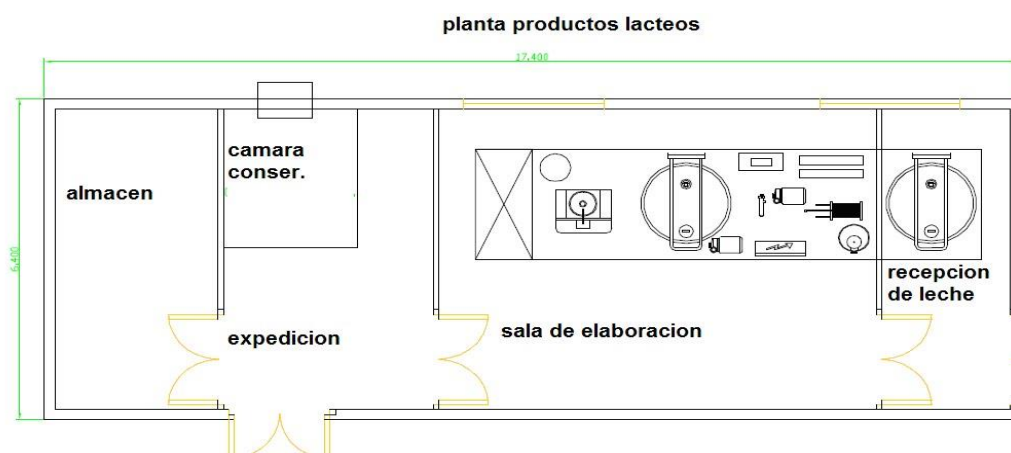 planta productos lacteos
17.400
camara
conser.
almacen
6.400
recepcion
de leche
expedicion
sala de elaboracion